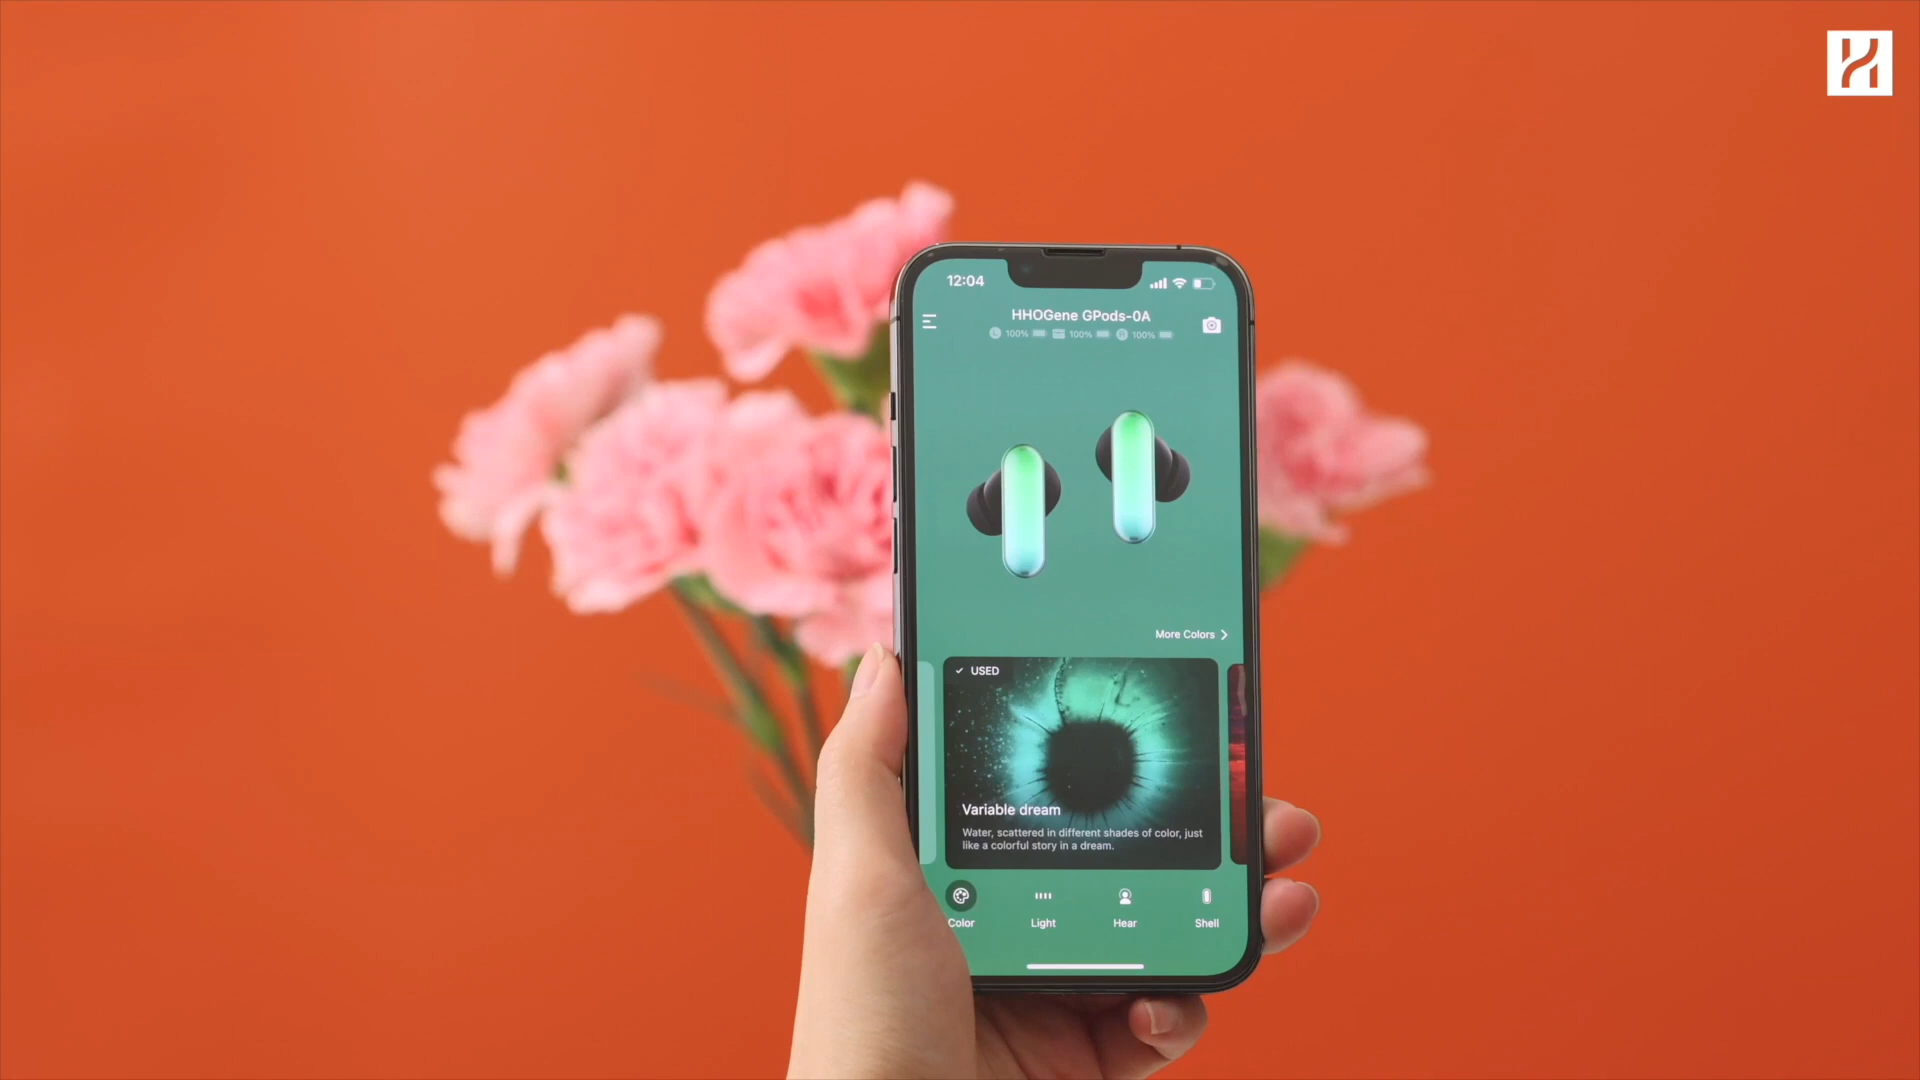 12:04
HHOGene GPods-0A
100% 100% 100%
More Colors
USED
Variable dream
Water, scattered in different shades of color, just
like a colorful story in a dream.
Color Light Hear Shell